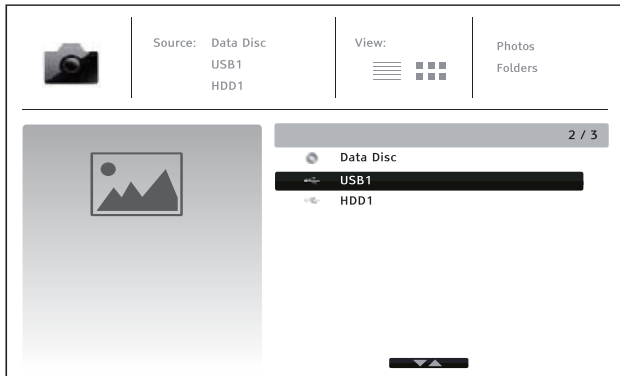 Source: Data Disc
USB1
HDD1
View:
Photos
Folders
2 / 3
Data Disc
USB1
HDD1